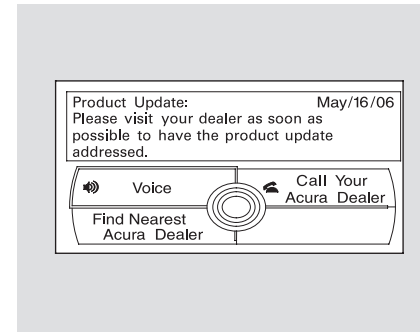 Product Update: May/16/06
Please visit your dealer as soon as
possible to have the product update
addressed.
Voice
Call Your
Acura Dealer
Find Nearest
Acura Dealer